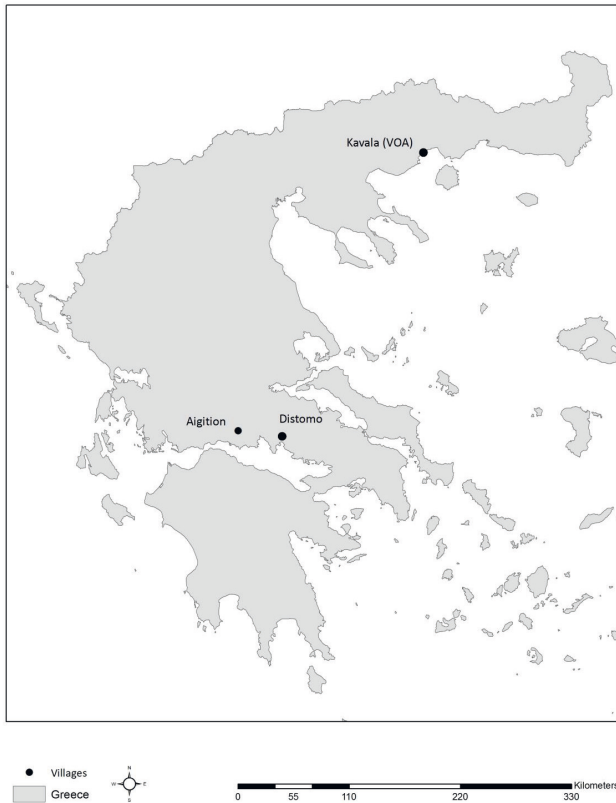 Kavala (VOA)
Aigition
Distomo
Villages
Greece
N
W E
S
Kilometers
0 55 110 220 330